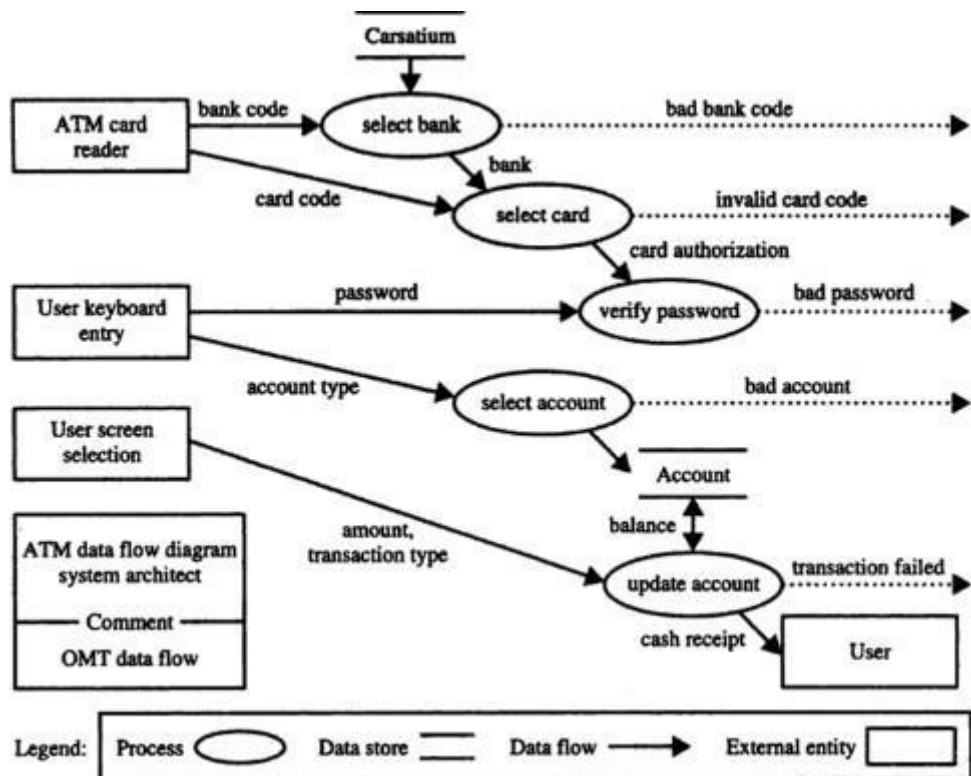 Carsatium
ATM card
reader
bank code
select bank
bad bank code
bank
card code
select card
invalid card code
card authorization
User keyboard
entry
password
verify password
bad password
account type
select account
bad account
User screen
selection
Account
amount,
transaction type
balance
update account
transaction failed
cash receipt
User
ATM data flow diagram
system architect
Comment
OMT data flow
Legend: Process Data store Data flow External entity